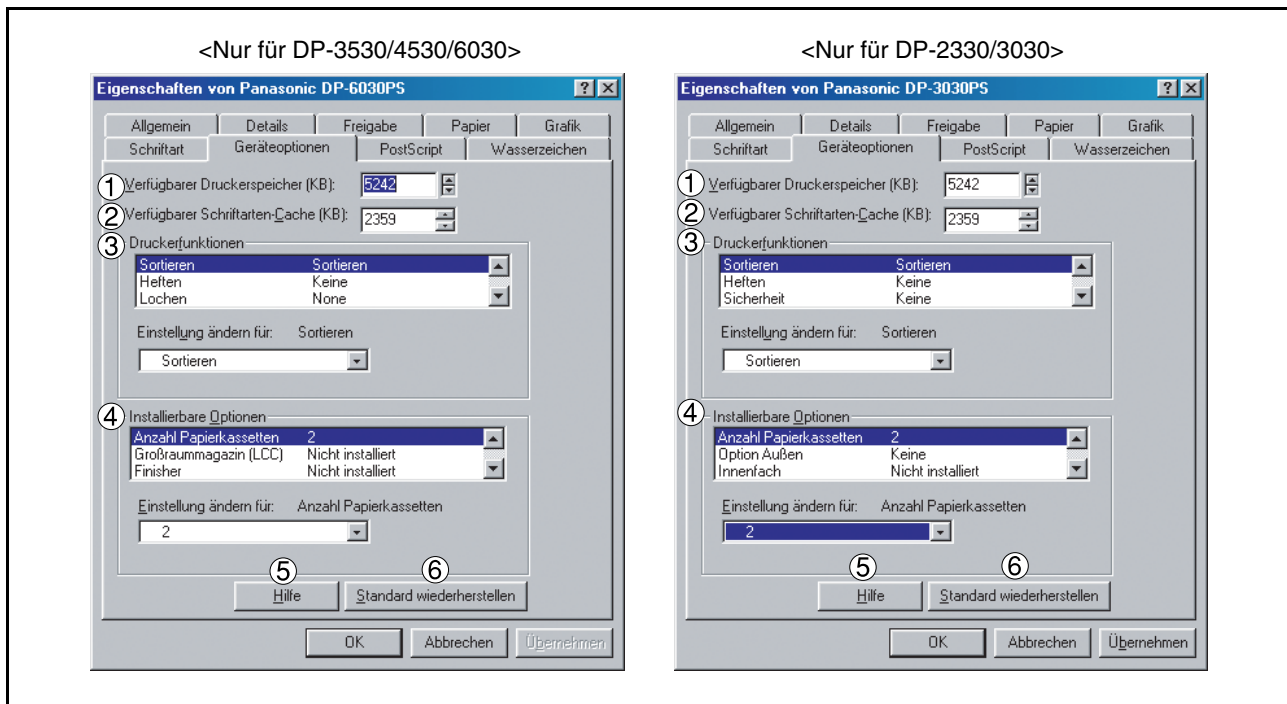 <Nur für DP-3530/4530/6030>
Eigenschaften von Panasonic DP-6030PS
Allgemein Details Freigabe Papier Grafik
Schriftart Geräteoptionen PostScript Wasserzeichen
① Verfügbarer Druckerspeicher (KB): 5242
② Verfügbarer Schriftarten-Cache (KB): 2359
③ Druckerfunktionen
Sortieren Sortieren
Heften Keine
Lochen None
Einstellung ändern für: Sortieren
Sortieren
④ Installierbare Optionen
Anzahl Papierkassetten 2
Großraummagazin (LCC) Nicht installiert
Finisher Nicht installiert
Einstellung ändern für: Anzahl Papierkassetten
2
⑤ ⑥
Hilfe Standard wiederherstellen
OK Abbrechen Übernehmen
<Nur für DP-2330/3030>
Eigenschaften von Panasonic DP-3030PS
Allgemein Details Freigabe Papier Grafik
Schriftart Geräteoptionen PostScript Wasserzeichen
① Verfügbarer Druckerspeicher (KB): 5242
② Verfügbarer Schriftarten-Cache (KB): 2359
③ Druckerfunktionen
Sortieren Sortieren
Heften Keine
Sicherheit Keine
Einstellung ändern für: Sortieren
Sortieren
④ Installierbare Optionen
Anzahl Papierkassetten 2
Option Außen Keine
Innenfach Nicht installiert
Einstellung ändern für: Anzahl Papierkassetten
2
⑤ ⑥
Hilfe Standard wiederherstellen
OK Abbrechen Übernehmen